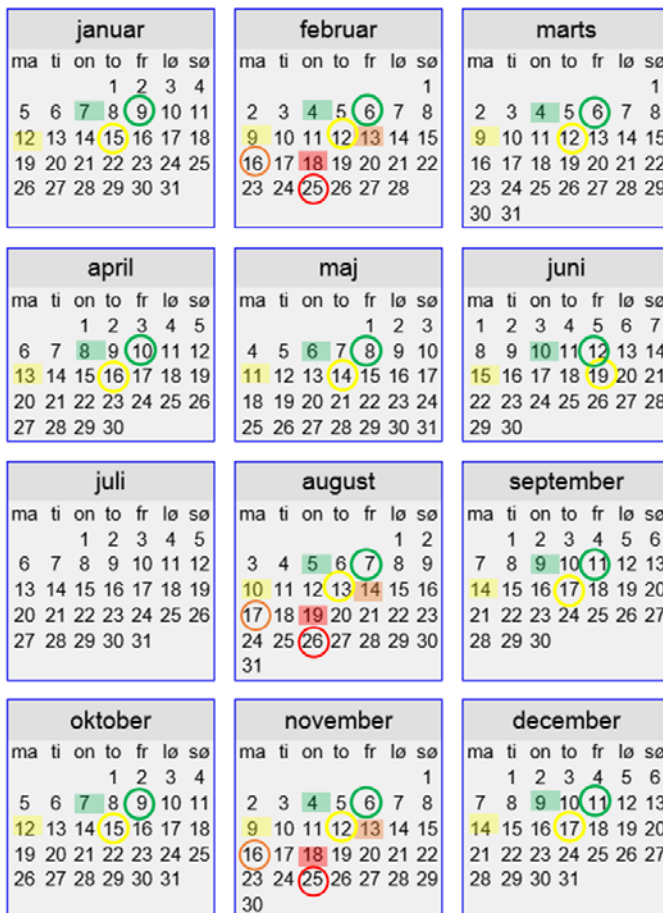 januar
ma ti on to fr lø sø
1 2 3 4
5 6 7 8 9 10 11
12 13 14 15 16 17 18
19 20 21 22 23 24 25
26 27 28 29 30 31
februar
ma ti on to fr lø sø
1
2 3 4 5 6 7 8
9 10 11 12 13 14 15
16 17 18 19 20 21 22
23 24 25 26 27 28
marts
ma ti on to fr lø sø
1
2 3 4 5 6 7 8
9 10 11 12 13 14 15
16 17 18 19 20 21 22
23 24 25 26 27 28 29
30 31
april
ma ti on to fr lø sø
1 2 3 4 5
6 7 8 9 10 11 12
13 14 15 16 17 18 19
20 21 22 23 24 25 26
27 28 29 30
maj
ma ti on to fr lø sø
1 2 3
4 5 6 7 8 9 10
11 12 13 14 15 16 17
18 19 20 21 22 23 24
25 26 27 28 29 30 31
juni
ma ti on to fr lø sø
1 2 3 4 5 6 7
8 9 10 11 12 13 14
15 16 17 18 19 20 21
22 23 24 25 26 27 28
29 30
juli
ma ti on to fr lø sø
1 2 3 4 5
6 7 8 9 10 11 12
13 14 15 16 17 18 19
20 21 22 23 24 25 26
27 28 29 30 31
august
ma ti on to fr lø sø
1 2
3 4 5 6 7 8 9
10 11 12 13 14 15 16
17 18 19 20 21 22 23
24 25 26 27 28 29 30
31
september
ma ti on to fr lø sø
1 2 3 4 5 6
7 8 9 10 11 12 13
14 15 16 17 18 19 20
21 22 23 24 25 26 27
28 29 30
oktober
ma ti on to fr lø sø
1 2 3 4
5 6 7 8 9 10 11
12 13 14 15 16 17 18
19 20 21 22 23 24 25
26 27 28 29 30 31
november
ma ti on to fr lø sø
1
2 3 4 5 6 7 8
9 10 11 12 13 14 15
16 17 18 19 20 21 22
23 24 25 26 27 28 29
30
december
ma ti on to fr lø sø
1 2 3 4 5 6
7 8 9 10 11 12 13
14 15 16 17 18 19 20
21 22 23 24 25 26 27
28 29 30 31